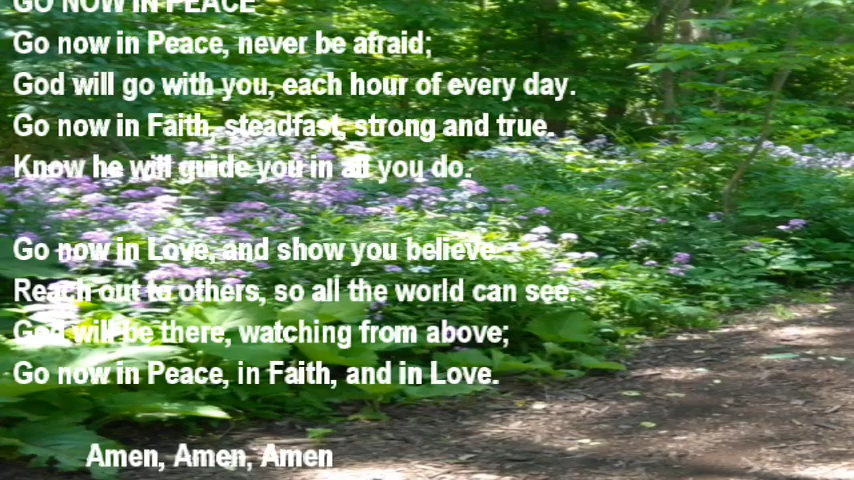 GO NOW IN PEACE
Go now in Peace, never be afraid;
God will go with you, each hour of every day.
Go now in Faith, steadfast, strong and true.
Know he will guide you in all you do.
Go now in Love, and show you believe
Reach out to others, so all the world can see.
God will be there, watching from above;
Go now in Peace, in Faith, and in Love.
Amen, Amen, Amen